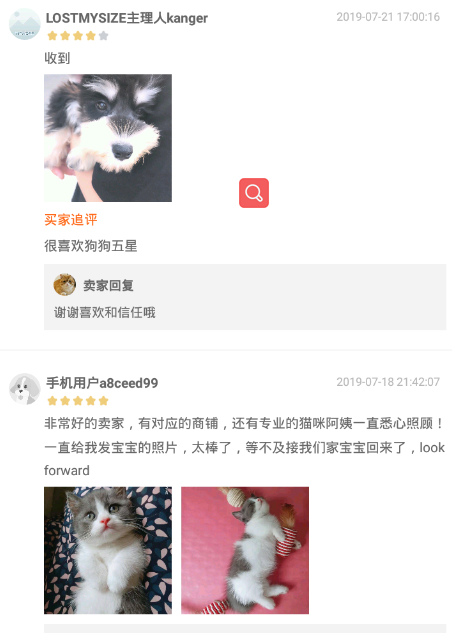 LOSTMYSIZE主理人kanger
2019-07-21 17:00:16
收到
买家追评
很喜欢狗狗五星
卖家回复
谢谢喜欢和信任哦
手机用户a8ceed99
2019-07-18 21:42:07
非常好的卖家，有对应的商铺，还有专业的猫咪阿姨一直悉心照顾！
一直给我发宝宝的照片，太棒了，等不及接我们家宝宝回来了，look
forward